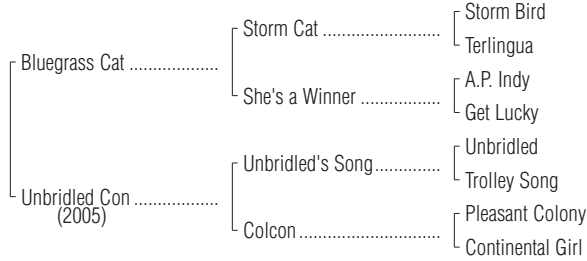 Storm Bird
Storm Cat ........................
Terlingua
Bluegrass Cat ..................
A.P. Indy
She's a Winner ................
Get Lucky
Unbridled
Unbridled's Song.............
Trolley Song
Unbridled Con .................
(2005)
Pleasant Colony
Colcon .............................
Continental Girl